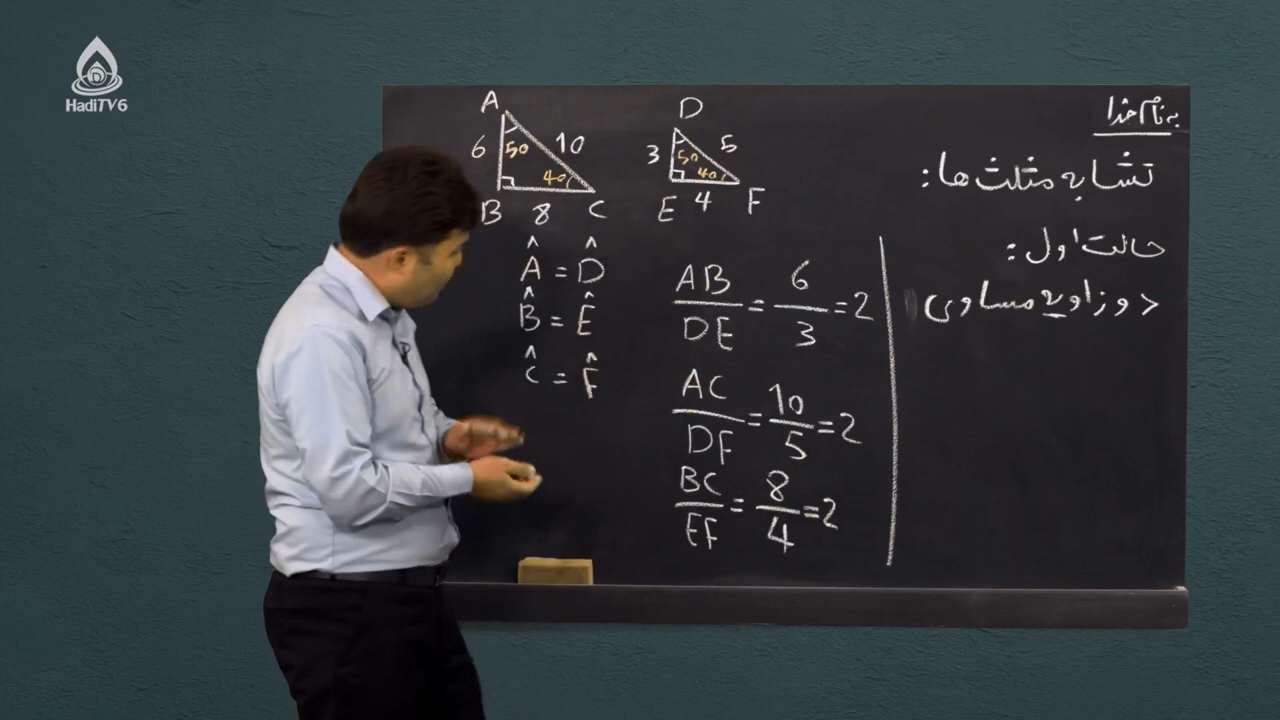 HadiTV6
به نام خدا
تشابه مثلث ها:
حالت اول:
دو زاویه مساوی
A
6 50 10
40
B 8 C
D
3 50 5
40
E 4 F
Â = D̂
B̂ = Ê
Ĉ = F̂
AB/DE = 6/3 = 2
AC/DF = 10/5 = 2
BC/EF = 8/4 = 2